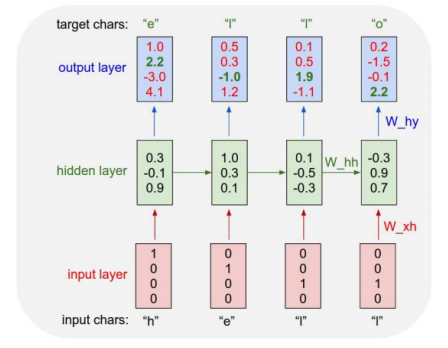 target chars: “e” “l” “l” “o”
output layer
1.0 0.5 0.1 0.2
2.2 0.3 0.5 -1.5
-3.0 -1.0 1.9 -0.1
4.1 1.2 -1.1 2.2
W_hy
hidden layer
0.3 1.0 0.1 -0.3
-0.1 0.3 -0.5 0.9
0.9 0.1 -0.3 0.7
W_hh
W_xh
input layer
1 0 0 0
0 1 0 0
0 0 1 1
0 0 0 0
input chars: “h” “e” “l” “l”